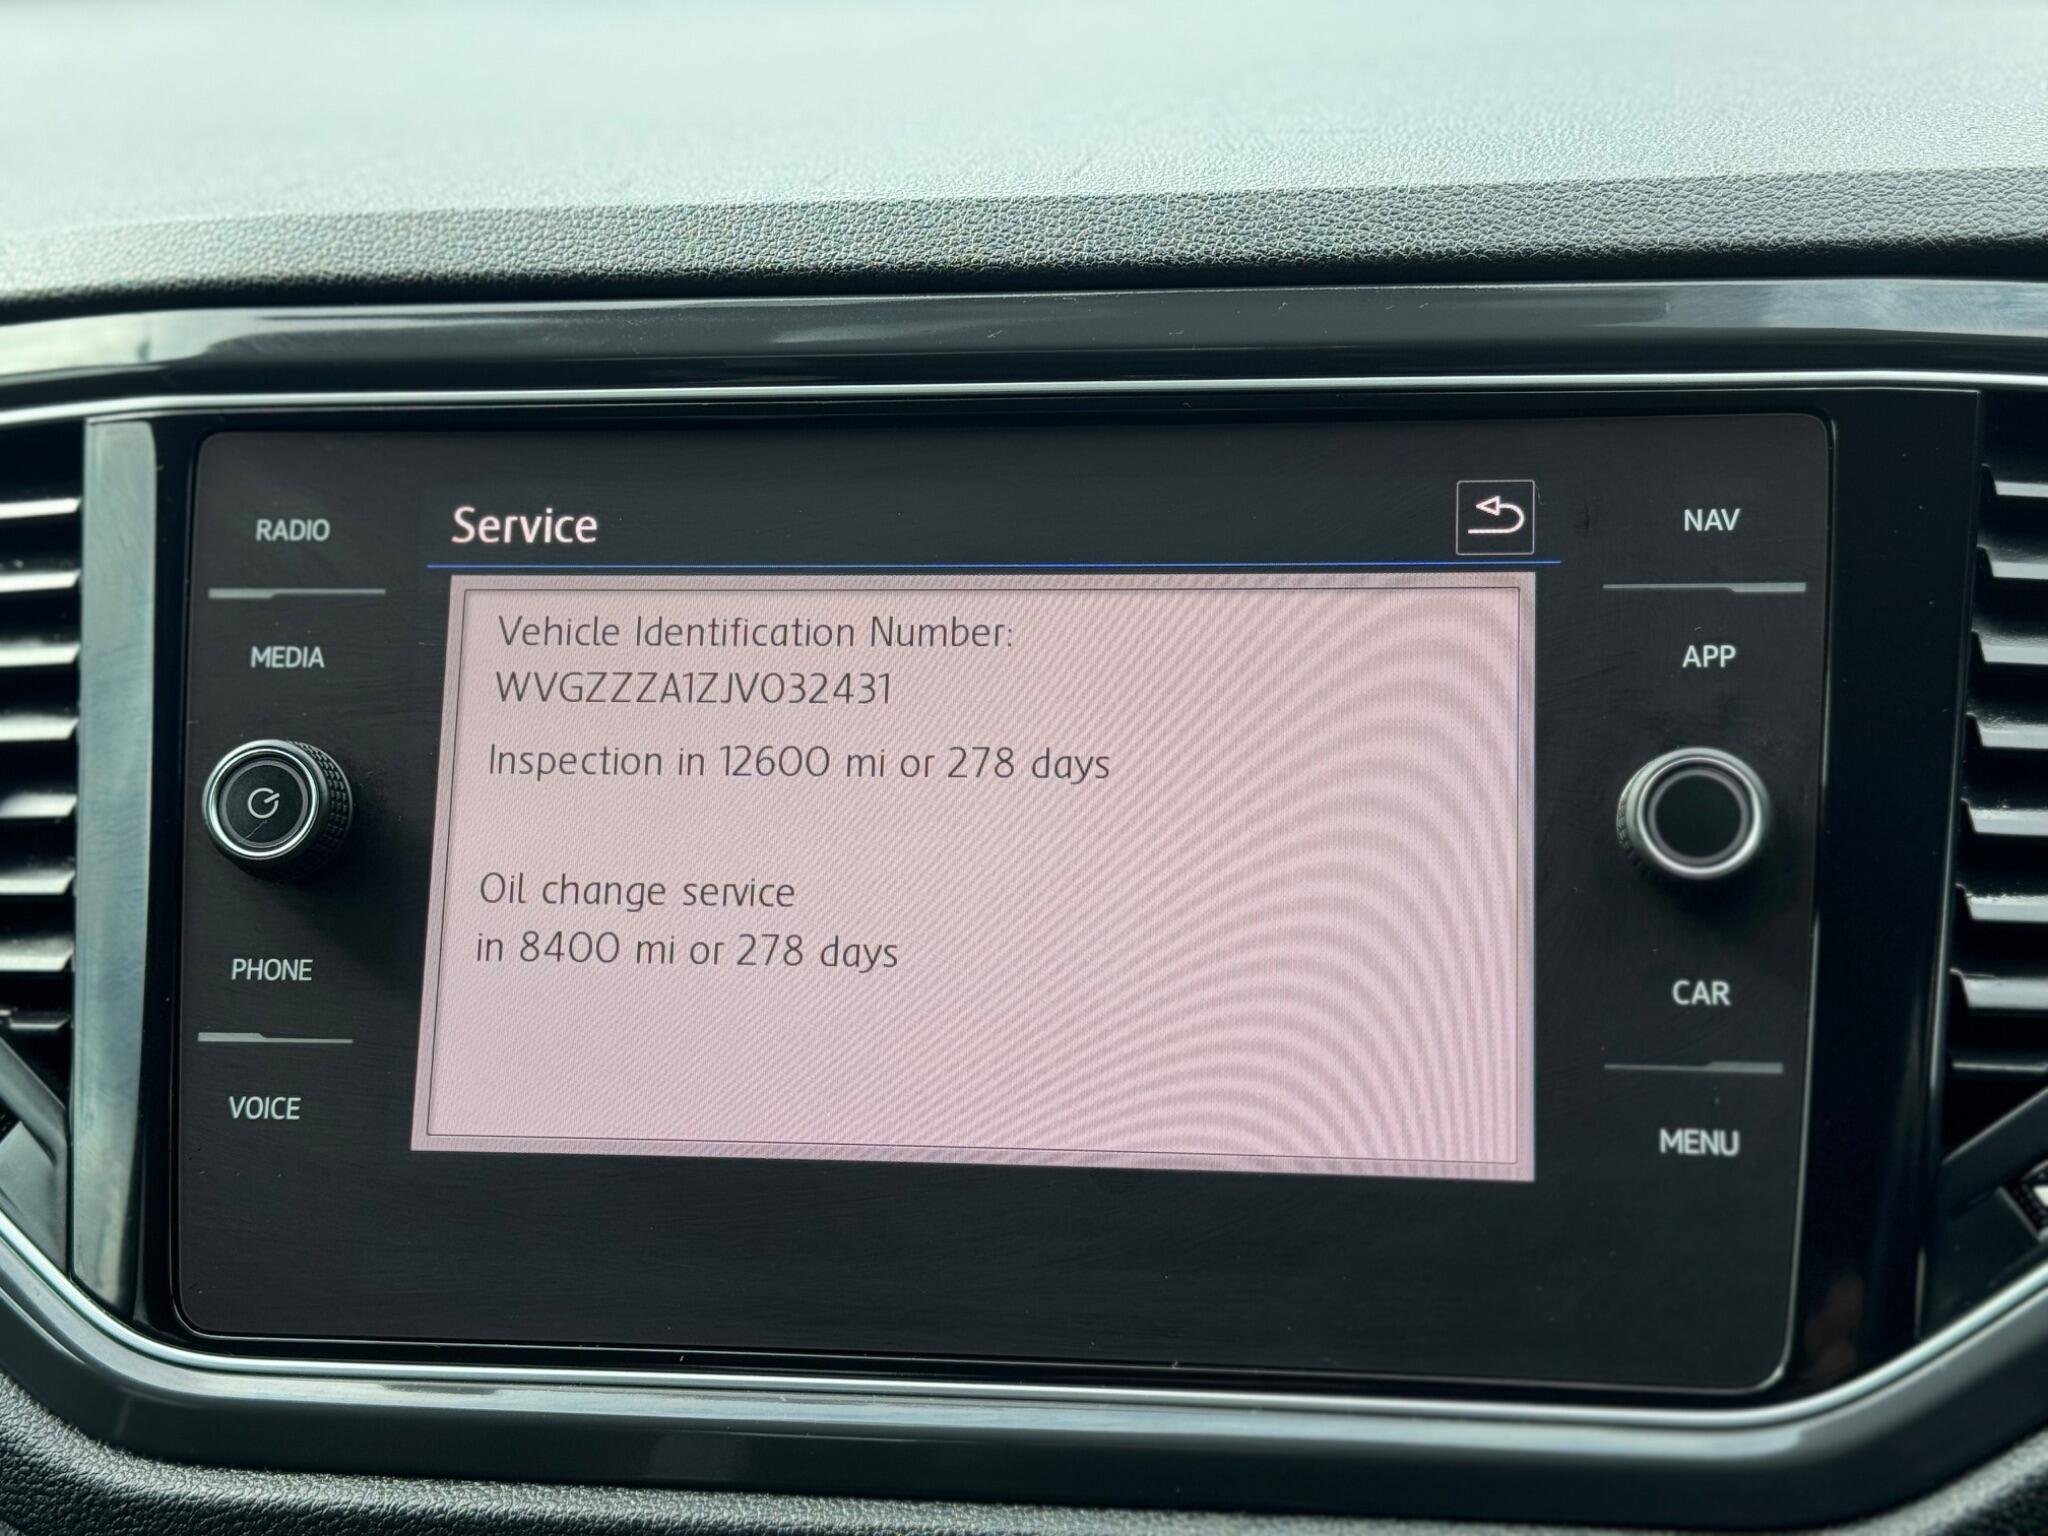 Service
RADIO
MEDIA
PHONE
VOICE
Vehicle Identification Number:
WVGZZZA1ZJV032431
Inspection in 12600 mi or 278 days
Oil change service
in 8400 mi or 278 days
NAV
APP
CAR
MENU